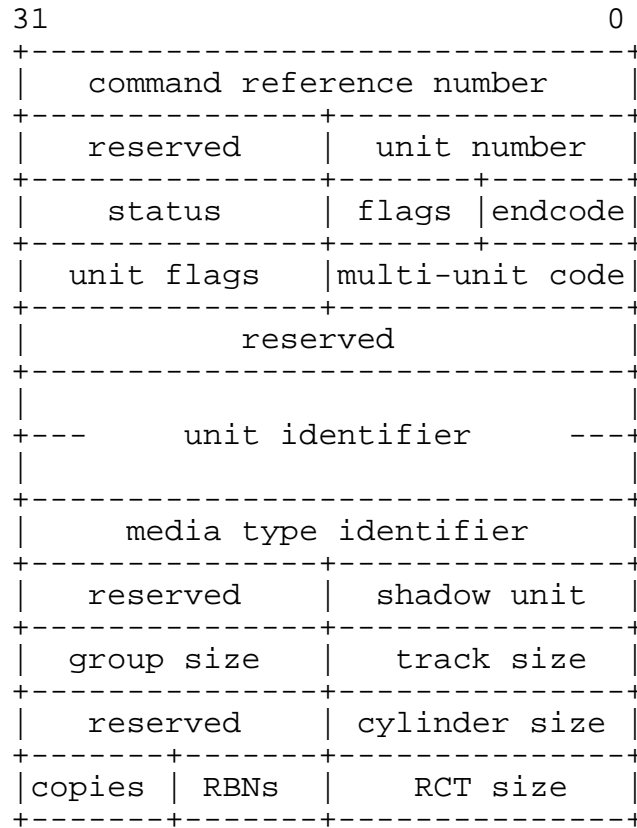 31                                     0
+-------------------------------+
|   command reference number    |
+---------------+---------------+
|   reserved    |  unit number  |
+---------------+-------+-------+
|    status     | flags |endcode|
+---------------+-------+-------+
|  unit flags   |multi-unit code|
+---------------+---------------+
|           reserved            |
+-------------------------------+
|                               |
+---     unit identifier     ---+
|                               |
+-------------------------------+
|     media type identifier     |
+---------------+---------------+
|   reserved    |  shadow unit  |
+---------------+---------------+
|  group size   |   track size  |
+---------------+---------------+
|   reserved    | cylinder size |
+-------+-------+---------------+
|copies | RBNs  |   RCT size    |
+-------+-------+---------------+